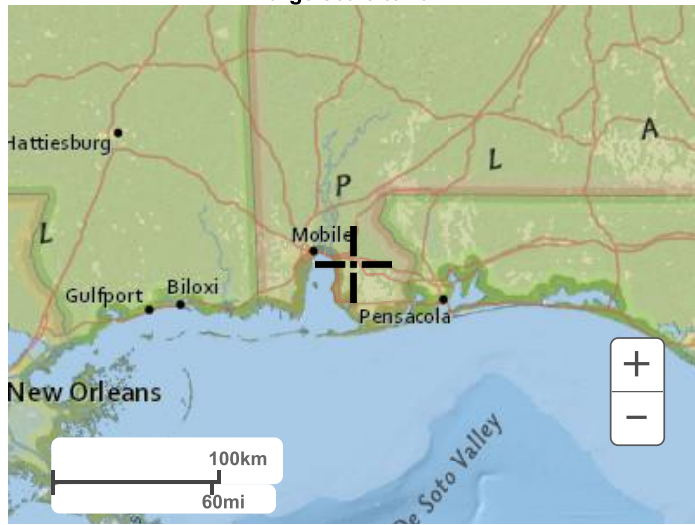 A
L
Hattiesburg
P
L
Mobile
Biloxi
Gulfport
Pensacola
New Orleans
De Soto Valley
100km
60mi
+
−